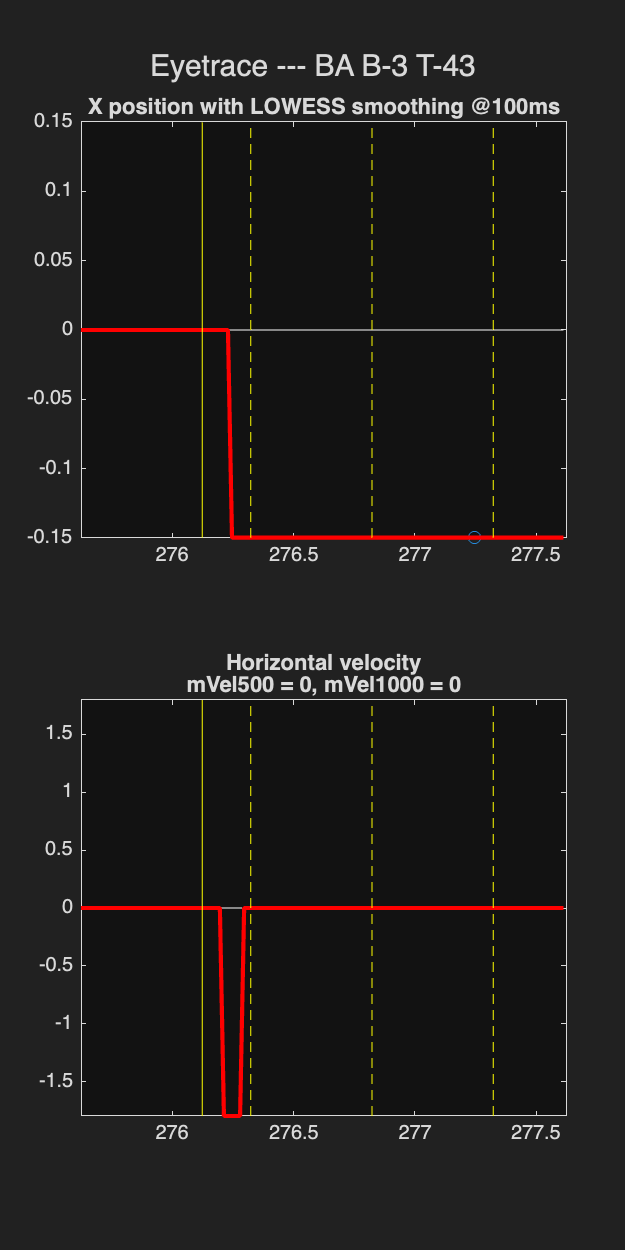 Eyetrace --- BA B-3 T-43
X position with LOWESS smoothing @100ms
0.15
0.1
0.05
0
-0.05
-0.1
-0.15
276 276.5 277 277.5
Horizontal velocity
mVel500 = 0, mVel1000 = 0
1.5
1
0.5
0
-0.5
-1
-1.5
276 276.5 277 277.5